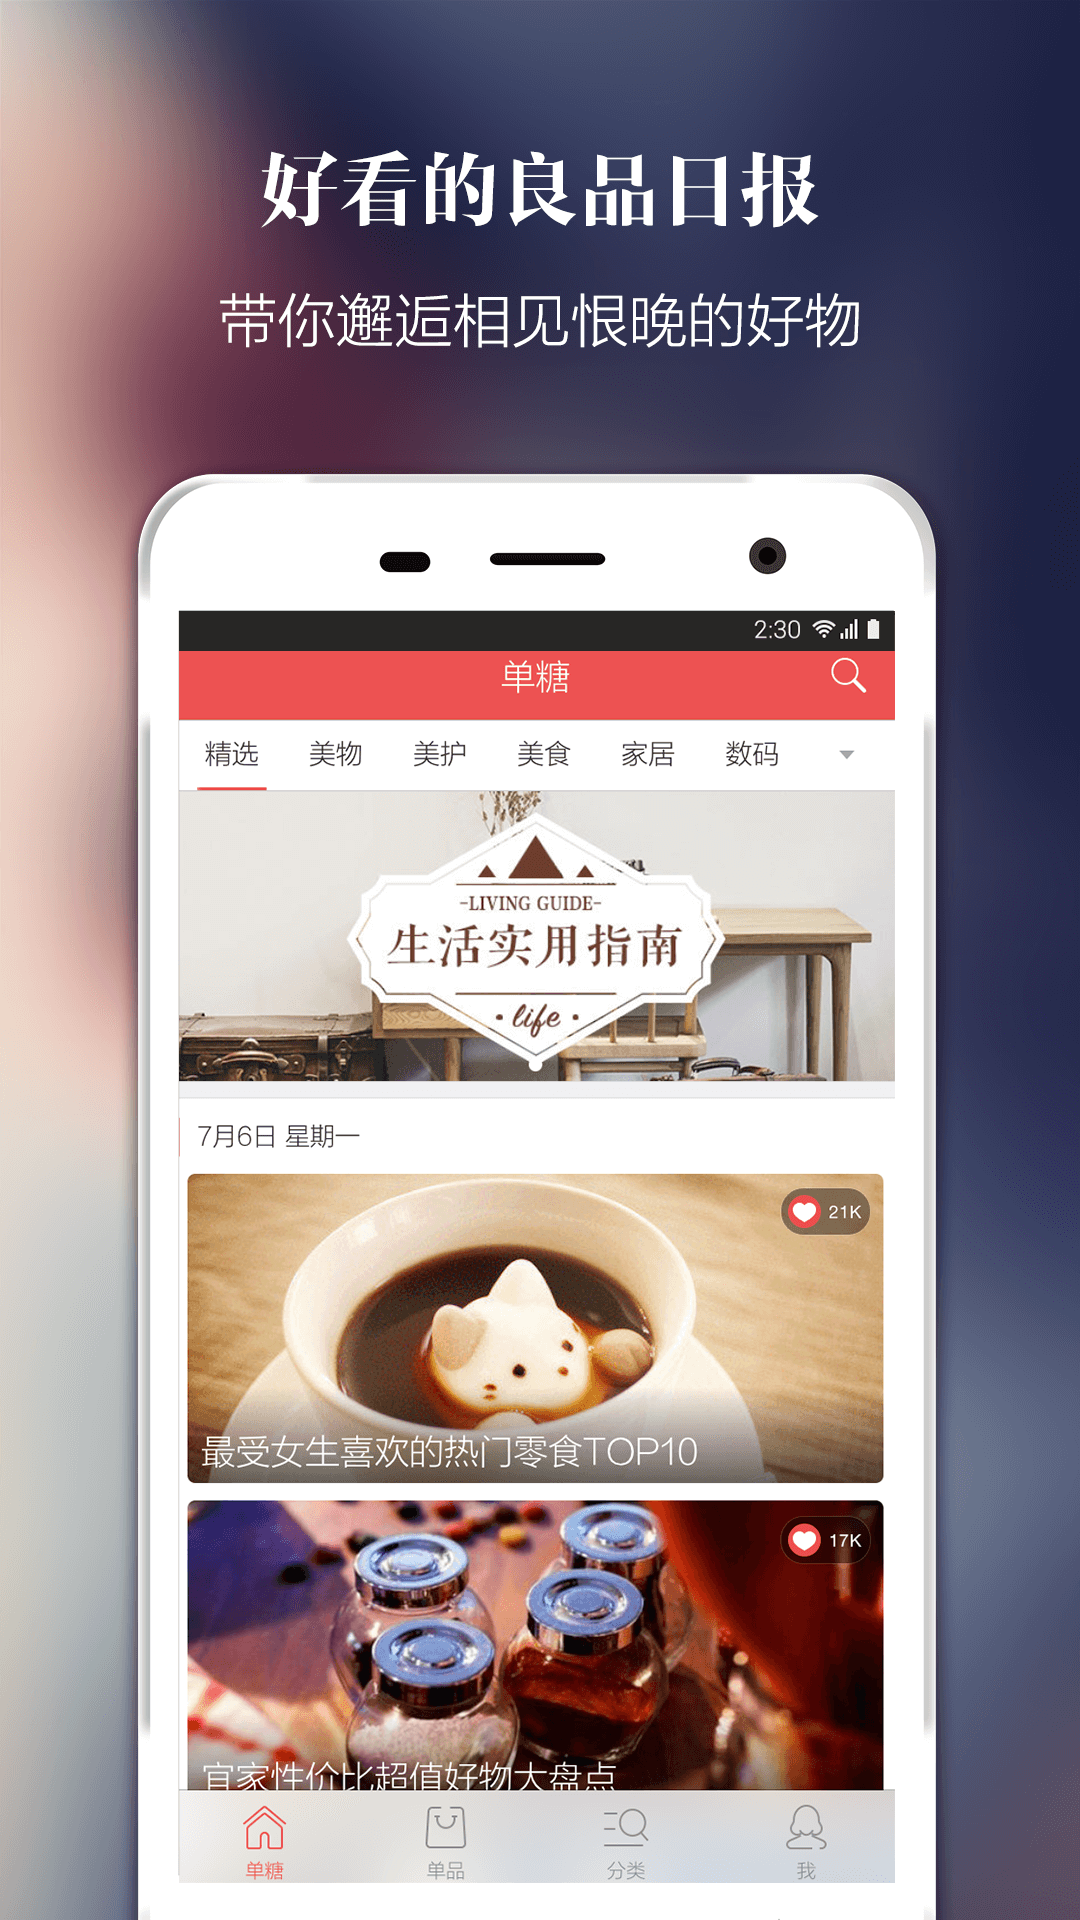 好看的良品日报
带你邂逅相见恨晚的好物
2:30
单糖
精选 美物 美护 美食 家居 数码
-LIVING GUIDE-
生活实用指南
· life ·
7月6日 星期一
21K
最受女生喜欢的热门零食TOP10
17K
宜家性价比超值好物大盘点
单糖 单品 分类 我